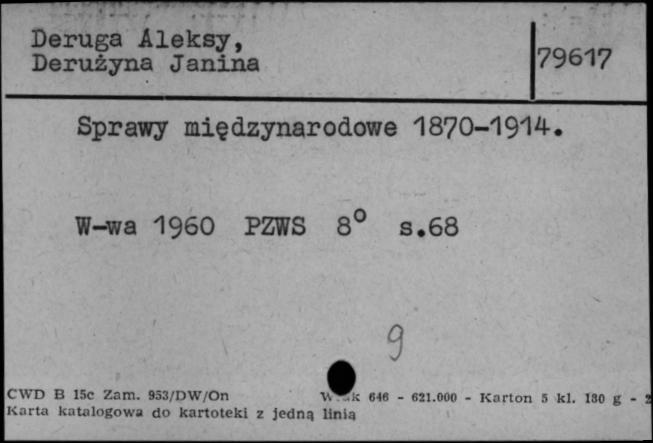 Deruga Aleksy,
Derużyna Janina
79617
Sprawy międzynarodowe 1870-1914.
W-wa 1960 PZWS 8° s.68
9
CWD B 15c Zam. 953/DW/On 646 - 621.000 - Karton 5 kl. 180 g - 2
Karta katalogowa do kartoteki z jedną linią